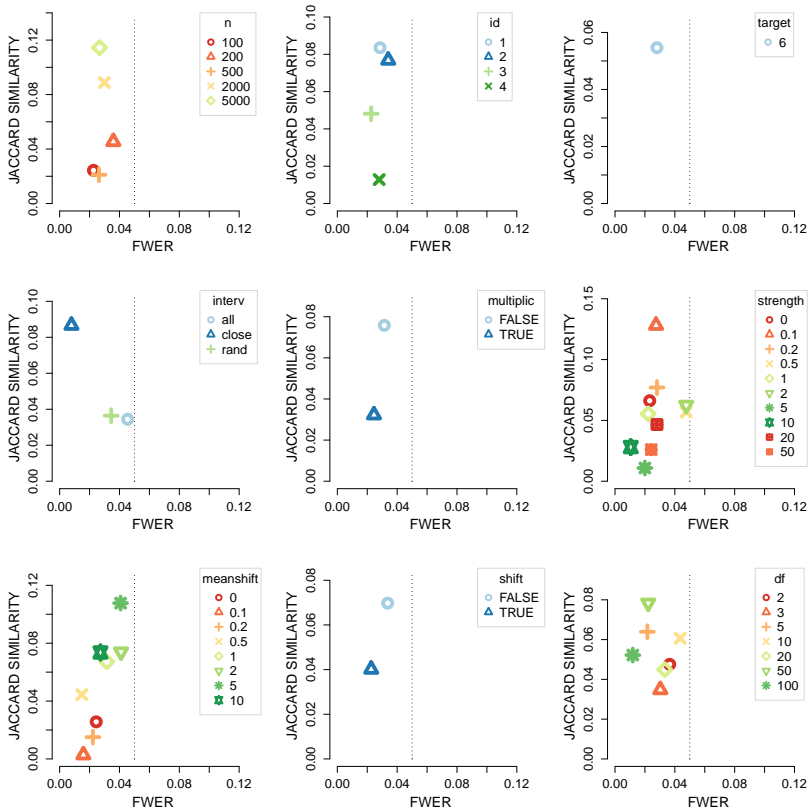 n
100
200
500
2000
5000
JACCARD SIMILARITY
0.00 0.04 0.08 0.12
0.00 0.04 0.08 0.12
FWER
id
1
2
3
4
JACCARD SIMILARITY
0.00 0.02 0.04 0.06 0.08 0.10
0.00 0.04 0.08 0.12
FWER
target
6
JACCARD SIMILARITY
0.00 0.02 0.04 0.06
0.00 0.04 0.08 0.12
FWER
interv
all
close
rand
JACCARD SIMILARITY
0.00 0.02 0.04 0.06 0.08 0.10
0.00 0.04 0.08 0.12
FWER
multiplic
FALSE
TRUE
JACCARD SIMILARITY
0.00 0.02 0.04 0.06 0.08
0.00 0.04 0.08 0.12
FWER
strength
0
0.1
0.2
0.5
1
2
5
10
20
50
JACCARD SIMILARITY
0.00 0.05 0.10 0.15
0.00 0.04 0.08 0.12
FWER
meanshift
0
0.1
0.2
0.5
1
2
5
10
JACCARD SIMILARITY
0.00 0.04 0.08 0.12
0.00 0.04 0.08 0.12
FWER
shift
FALSE
TRUE
JACCARD SIMILARITY
0.00 0.02 0.04 0.06 0.08
0.00 0.04 0.08 0.12
FWER
df
2
3
5
10
20
50
100
JACCARD SIMILARITY
0.00 0.02 0.04 0.06 0.08
0.00 0.04 0.08 0.12
FWER